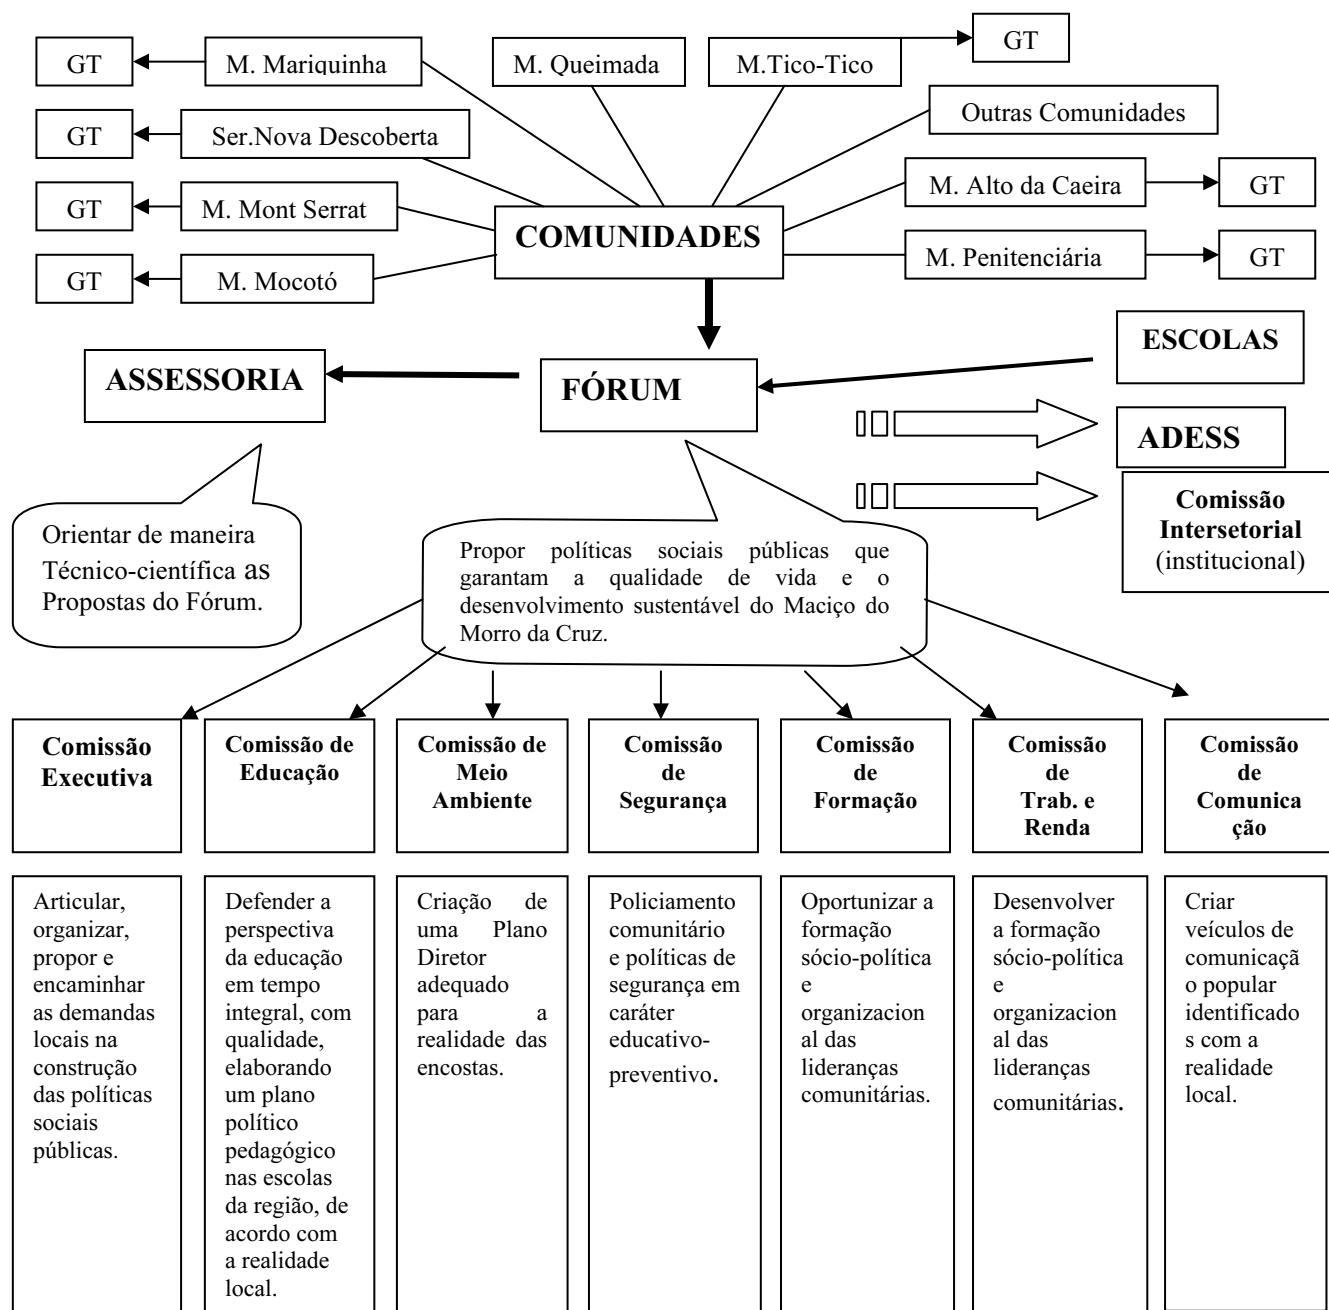 GT
M. Mariquinha
M. Queimada
M.Tico-Tico
GT
GT
Ser.Nova Descoberta
Outras Comunidades
GT
M. Mont Serrat
M. Alto da Caeira
GT
COMUNIDADES
GT
M. Mocotó
M. Penitenciária
GT
ASSESSORIA
FÓRUM
ESCOLAS
ADESS
Comissão
Intersetorial
(institucional)
Orientar de maneira
Técnico-científica as
Propostas do Fórum.
Propor políticas sociais públicas que
garantam a qualidade de vida e o
desenvolvimento sustentável do Maciço do
Morro da Cruz.
Comissão
Executiva
Comissão de
Educação
Comissão de
Meio
Ambiente
Comissão
de
Segurança
Comissão
de
Formação
Comissão
de
Trab. e
Renda
Comissão
de
Comunica
ção
Articular,
organizar,
propor e
encaminhar
as demandas
locais na
construção
das políticas
sociais
públicas.
Defender a
perspectiva
da educação
em tempo
integral, com
qualidade,
elaborando
um plano
político
pedagógico
nas escolas
da região, de
acordo com
a realidade
local.
Criação de
uma Plano
Diretor
adequado
para a
realidade das
encostas.
Policiamento
comunitário
e políticas de
segurança em
caráter
educativo-
preventivo.
Oportunizar a
formação
sócio-política
e
organizacion
al das
lideranças
comunitárias.
Desenvolver
a formação
sócio-política
e
organizacion
al das
lideranças
comunitárias.
Criar
veículos de
comunicaçã
o popular
identificado
s com a
realidade
local.